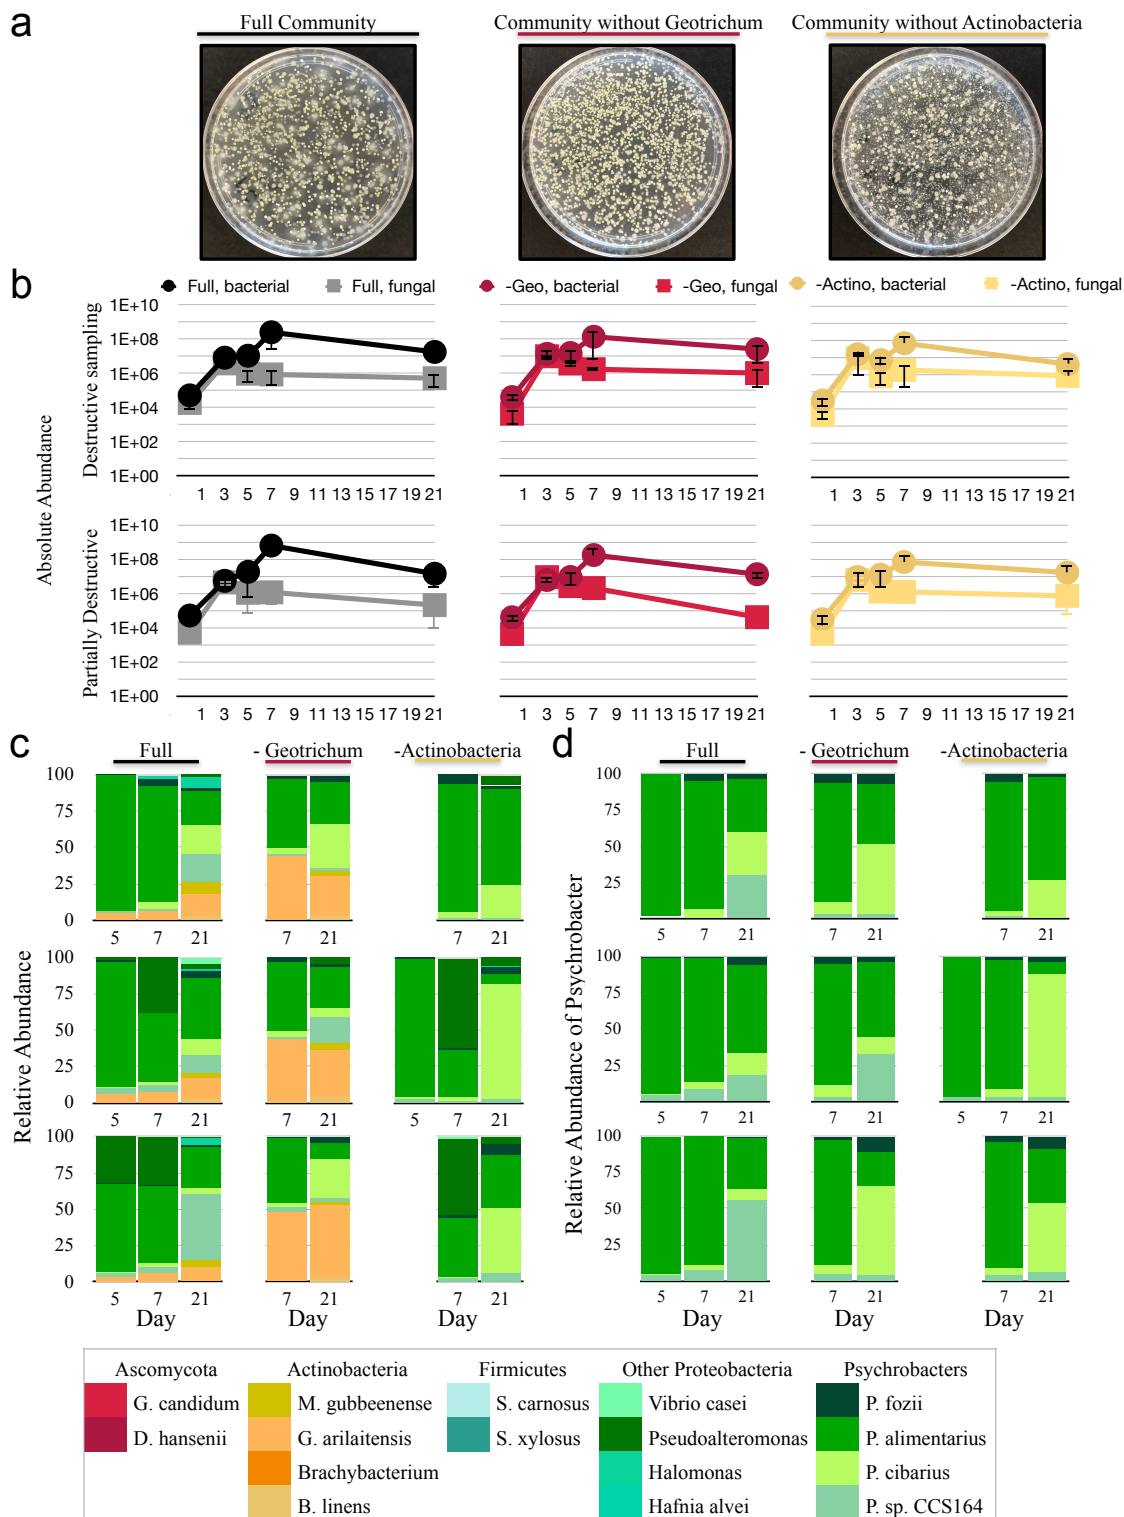 a
Full Community
Community without Geotrichum
Community without Actinobacteria
b
Full, bacterial
Full, fungal
-Geo, bacterial
-Geo, fungal
-Actino, bacterial
-Actino, fungal
Absolute Abundance
Destructive sampling
1E+10
1E+08
1E+06
1E+04
1E+02
1E+00
1 3 5 7 9 11 13 15 17 19 21
1 3 5 7 9 11 13 15 17 19 21
1 3 5 7 9 11 13 15 17 19 21
Partially Destructive
1E+10
1E+08
1E+06
1E+04
1E+02
1E+00
1 3 5 7 9 11 13 15 17 19 21
1 3 5 7 9 11 13 15 17 19 21
1 3 5 7 9 11 13 15 17 19 21
c
Full
- Geotrichum
-Actinobacteria
Relative Abundance
100
75
50
25
0
5 7 21
7 21
7 21
100
75
50
25
0
5 7 21
7 21
5 7 21
100
75
50
25
0
5 7 21
7 21
7 21
Day
Day
d
Full
- Geotrichum
-Actinobacteria
Relative Abundance of Psychrobacter
100
75
50
25
5 7 21
7 21
7 21
100
75
50
25
5 7 21
7 21
5 7 21
100
75
50
25
5 7 21
7 21
7 21
Day
Day
Ascomycota
G. candidum
D. hansenii
Actinobacteria
M. gubbeenense
G. arilaitensis
Brachybacterium
B. linens
Firmicutes
S. carnosus
S. xylosus
Other Proteobacteria
Vibrio casei
Pseudoalteromonas
Halomonas
Hafnia alvei
Psychrobacters
P. fozii
P. alimentarius
P. cibarius
P. sp. CCS164